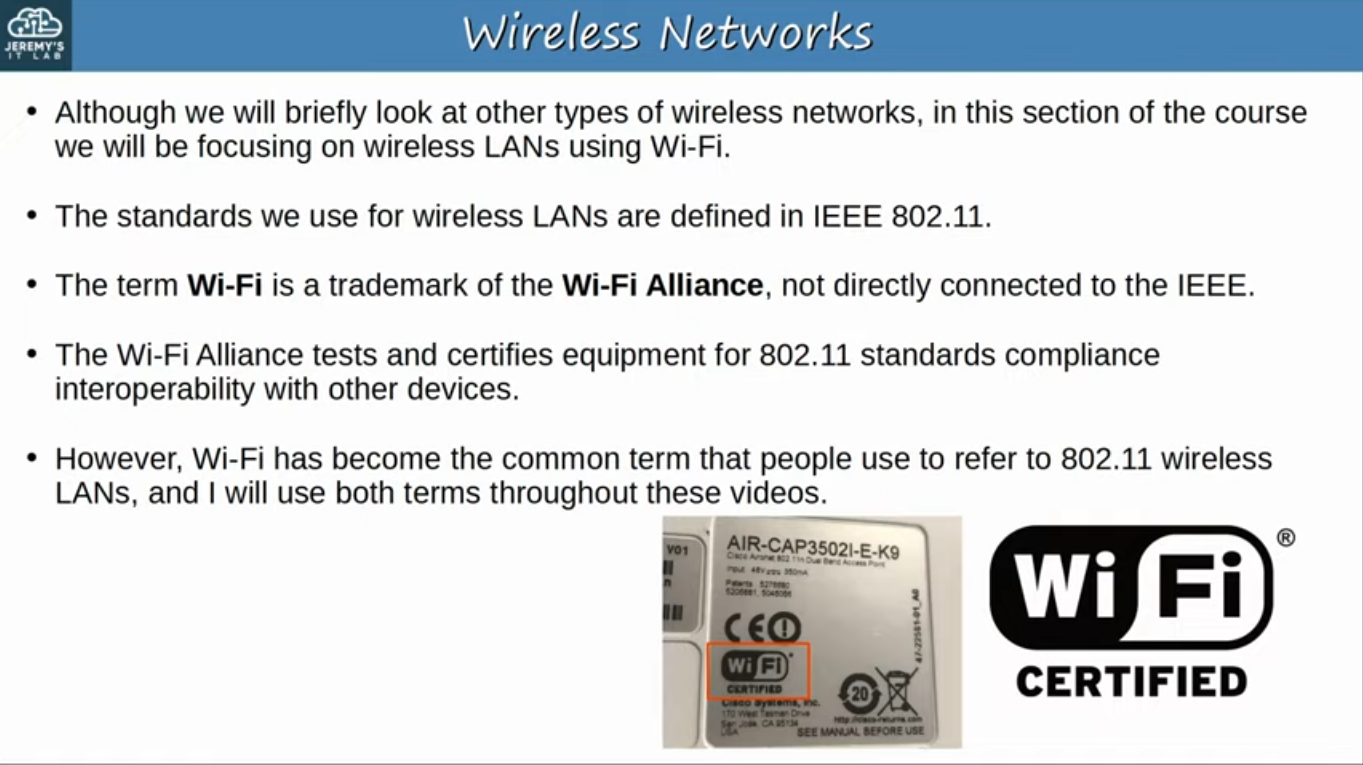 JEREMY'S
IT LAB
Wireless Networks
• Although we will briefly look at other types of wireless networks, in this section of the course
we will be focusing on wireless LANs using Wi-Fi.
• The standards we use for wireless LANs are defined in IEEE 802.11.
• The term Wi-Fi is a trademark of the Wi-Fi Alliance, not directly connected to the IEEE.
• The Wi-Fi Alliance tests and certifies equipment for 802.11 standards compliance
interoperability with other devices.
• However, Wi-Fi has become the common term that people use to refer to 802.11 wireless
LANs, and I will use both terms throughout these videos.
V01
n
AIR-CAP3502I-E-K9
Cisco Aironet 802.11n Dual Band Access Point
Input: 48V 350mA
Patents
CE
Wi Fi
CERTIFIED
Cisco Systems, Inc.
170 West Tasman Drive
San Jose, CA 95134
USA
20
http://cisco-returns.com
SEE MANUAL BEFORE USE
Wi Fi ®
CERTIFIED